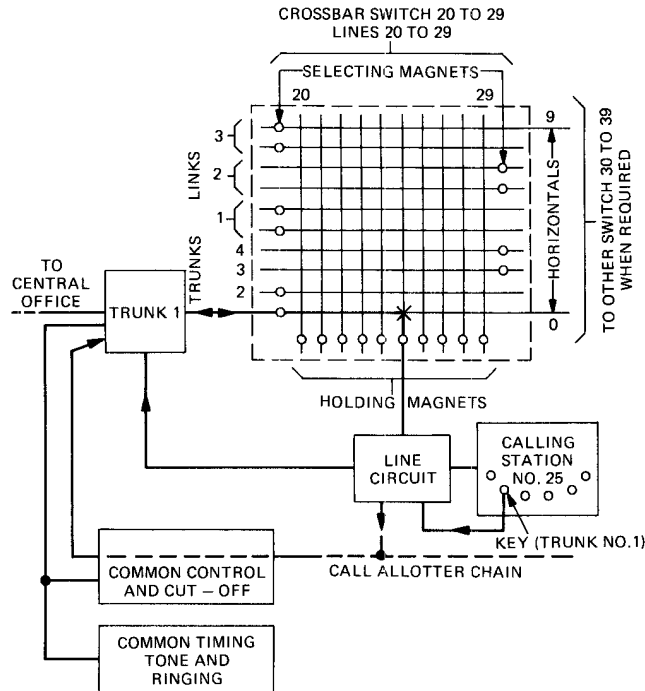 CROSSBAR SWITCH 20 TO 29
LINES 20 TO 29
SELECTING MAGNETS
20
29
9
3
2
1
4
3
2
0
LINKS
TRUNKS
HORIZONTALS
TO OTHER SWITCH 30 TO 39
WHEN REQUIRED
TO
CENTRAL
OFFICE
TRUNK 1
HOLDING MAGNETS
LINE
CIRCUIT
CALLING
STATION
NO. 25
KEY (TRUNK NO.1)
CALL ALLOTTER CHAIN
COMMON CONTROL
AND CUT – OFF
COMMON TIMING
TONE AND
RINGING